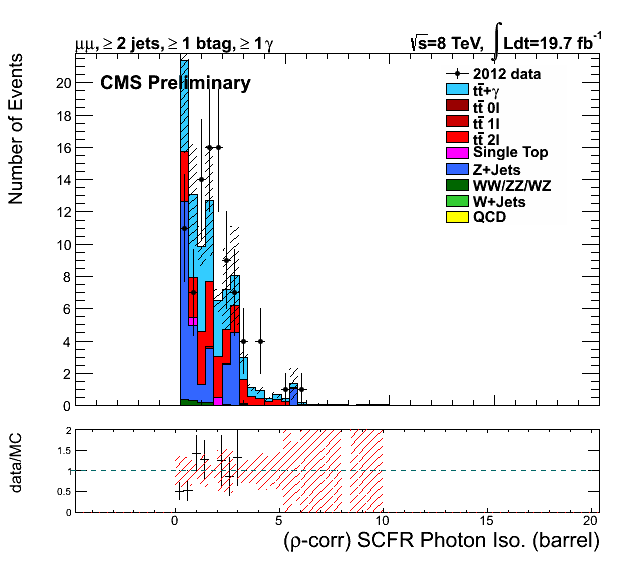 μμ, ≥ 2 jets, ≥ 1 btag, ≥ 1 γ
√s=8 TeV, ∫ Ldt=19.7 fb⁻¹
CMS Preliminary
2012 data
tt̄+γ
tt̄ 0l
tt̄ 1l
tt̄ 2l
Single Top
Z+Jets
WW/ZZ/WZ
W+Jets
QCD
Number of Events
20
18
16
14
12
10
8
6
4
2
0
data/MC
2
1.5
1
0.5
0
0 5 10 15 20
(ρ-corr) SCFR Photon Iso. (barrel)